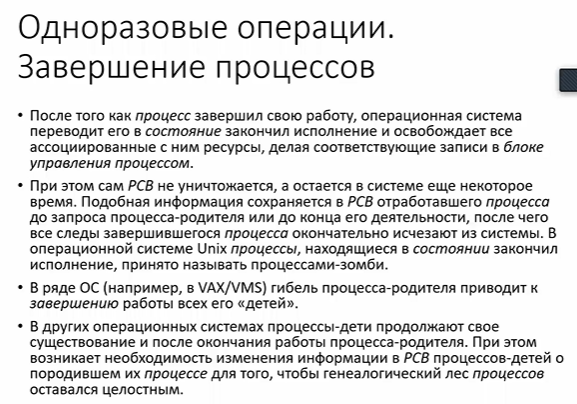 Одноразовые операции.
Завершение процессов
• После того как процесс завершил свою работу, операционная система
переводит его в состояние закончил исполнение и освобождает все
ассоциированные с ним ресурсы, делая соответствующие записи в блоке
управления процессом.
• При этом сам PCB не уничтожается, а остается в системе еще некоторое
время. Подобная информация сохраняется в PCB отработавшего процесса
до запроса процесса-родителя или до конца его деятельности, после чего
все следы завершившегося процесса окончательно исчезают из системы. В
операционной системе Unix процессы, находящиеся в состоянии закончил
исполнение, принято называть процессами-зомби.
• В ряде ОС (например, в VAX/VMS) гибель процесса-родителя приводит к
завершению работы всех его «детей».
• В других операционных системах процессы-дети продолжают свое
существование и после окончания работы процесса-родителя. При этом
возникает необходимость изменения информации в PCB процессов-детей о
породившем их процессе для того, чтобы генеалогический лес процессов
оставался целостным.